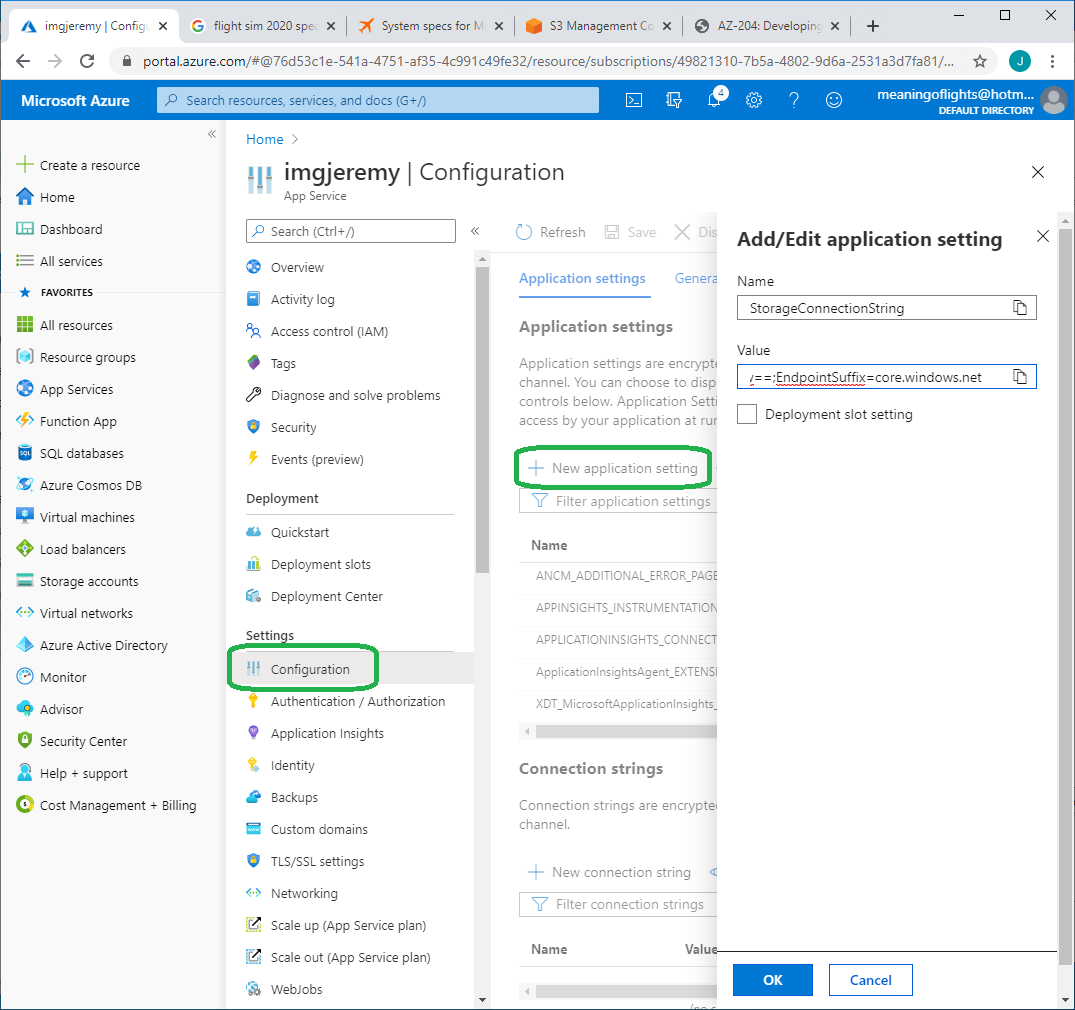 imgjeremy | Configu
flight sim 2020 spec
System specs for Mi
S3 Management Co
AZ-204: Developing
portal.azure.com/#@76d53c1e-541a-4751-af35-4c991c49fe32/resource/subscriptions/49821310-7b5a-4802-9d6a-2531a3d7fa81/...
J
Microsoft Azure
Search resources, services, and docs (G+/)
4
meaningoflights@hotm...
DEFAULT DIRECTORY
Create a resource
Home
Dashboard
All services
FAVORITES
All resources
Resource groups
App Services
Function App
SQL databases
Azure Cosmos DB
Virtual machines
Load balancers
Storage accounts
Virtual networks
Azure Active Directory
Monitor
Advisor
Security Center
Help + support
Cost Management + Billing
Home
imgjeremy | Configuration
App Service
Search (Ctrl+/)
Overview
Activity log
Access control (IAM)
Tags
Diagnose and solve problems
Security
Events (preview)
Deployment
Quickstart
Deployment slots
Deployment Center
Settings
Configuration
Authentication / Authorization
Application Insights
Identity
Backups
Custom domains
TLS/SSL settings
Networking
Scale up (App Service plan)
Scale out (App Service plan)
WebJobs
Refresh
Save
Dis
Application settings
Genera
Application settings
Application settings are encrypte
channel. You can choose to disp
controls below. Application Setti
access by your application at run
New application setting
Filter application settings
Name
ANCM_ADDITIONAL_ERROR_PAGE
APPINSIGHTS_INSTRUMENTATION
APPLICATIONINSIGHTS_CONNECT
ApplicationInsightsAgent_EXTENSI
XDT_MicrosoftApplicationInsights_
Connection strings
Connection strings are encrypted
channel.
New connection string
Filter connection strings
Name Value
Add/Edit application setting
Name
StorageConnectionString
Value
==;EndpointSuffix=core.windows.net
Deployment slot setting
OK
Cancel